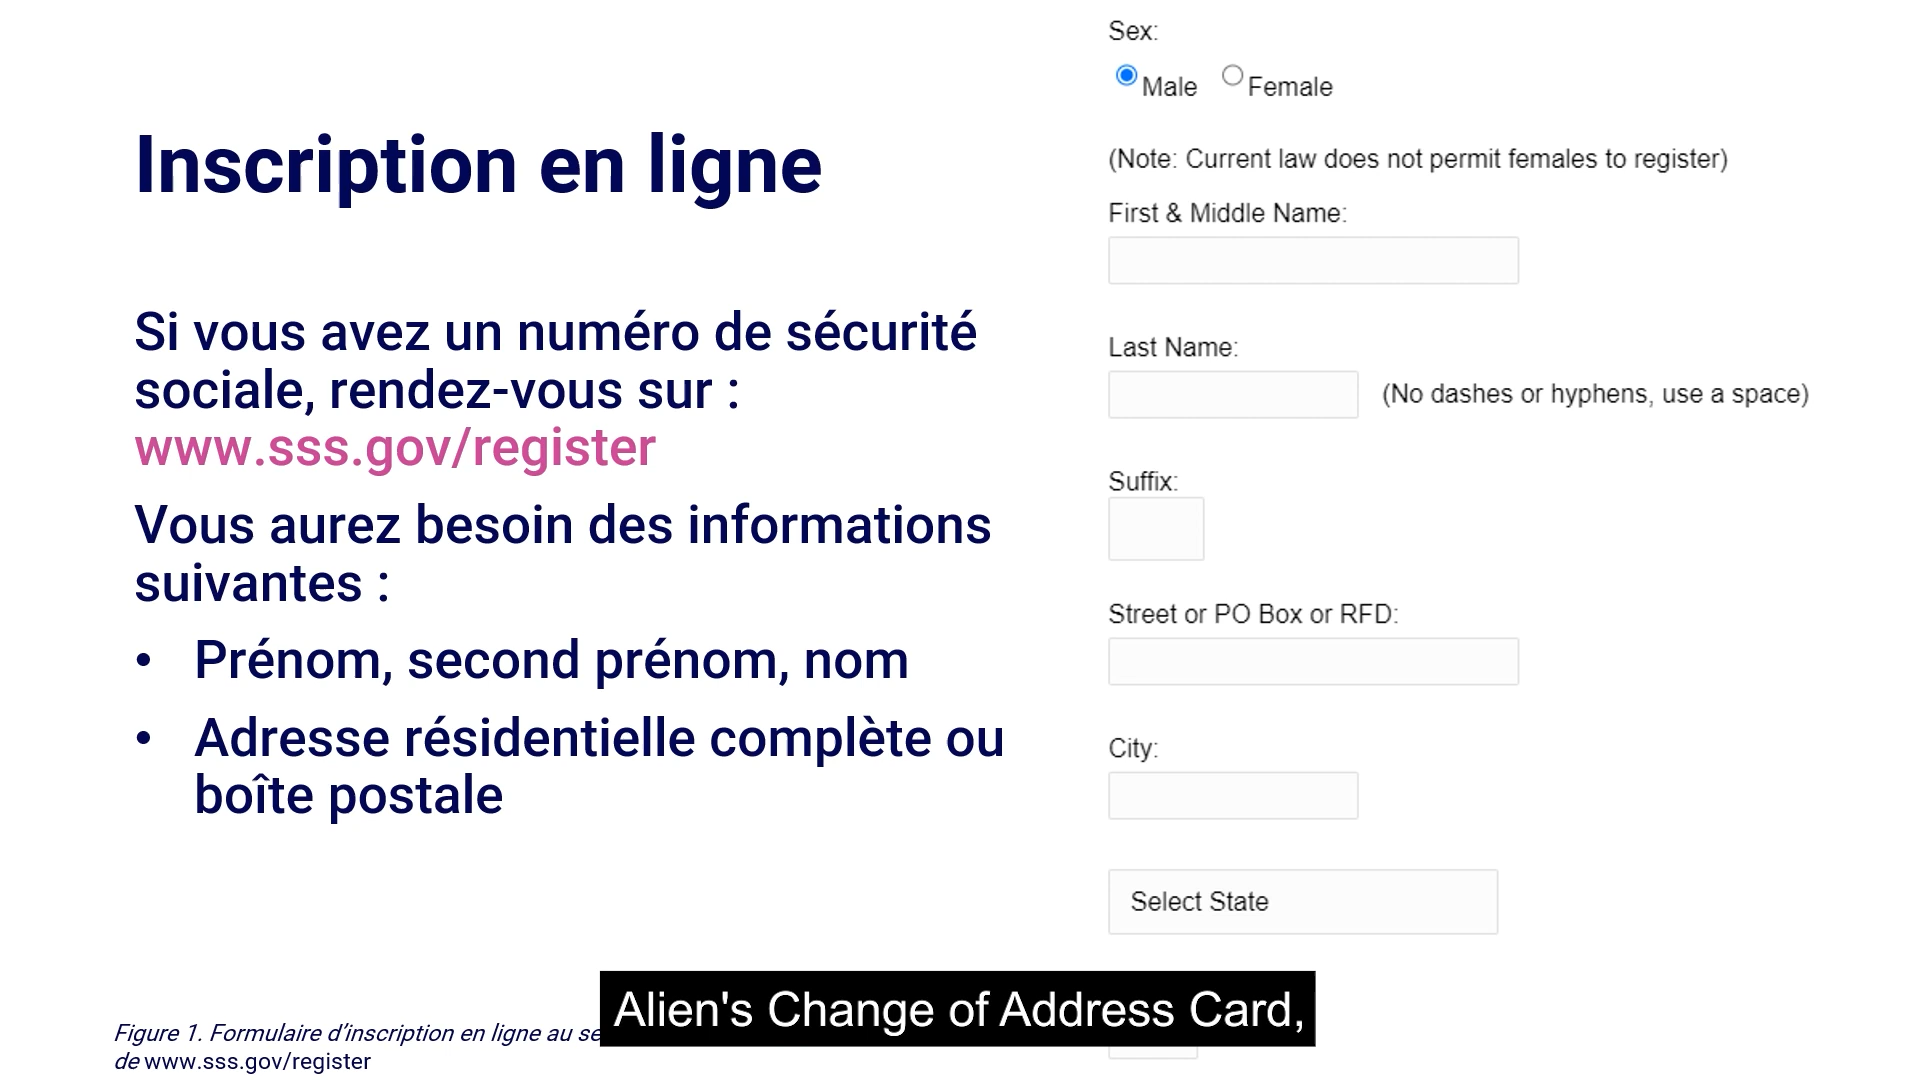 Inscription en ligne
Si vous avez un numéro de sécurité
sociale, rendez-vous sur :
www.sss.gov/register
Vous aurez besoin des informations
suivantes :
• Prénom, second prénom, nom
• Adresse résidentielle complète ou
boîte postale
Figure 1. Formulaire d’inscription en ligne au
de www.sss.gov/register
Sex:
Male Female
(Note: Current law does not permit females to register)
First & Middle Name:
Last Name:
(No dashes or hyphens, use a space)
Suffix:
Street or PO Box or RFD:
City:
Select State
Alien's Change of Address Card,